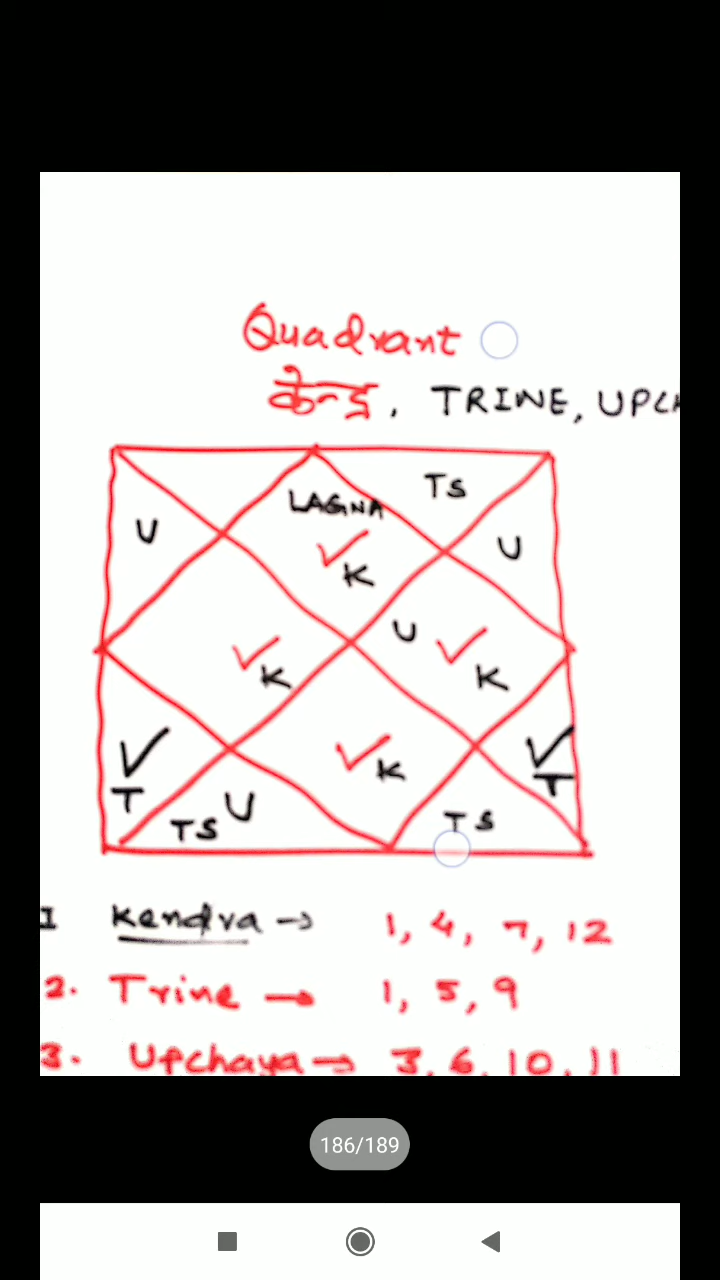 Quadrant
केन्द्र, TRINE, UPCH
TS
LAGNA
U
U
K
U
K
K
K
T
T
TS U
TS
1 Kendra → 1, 4, 7, 12
2. Trine → 1, 5, 9
3. Upchaya → 3, 6, 10, 11
186/189